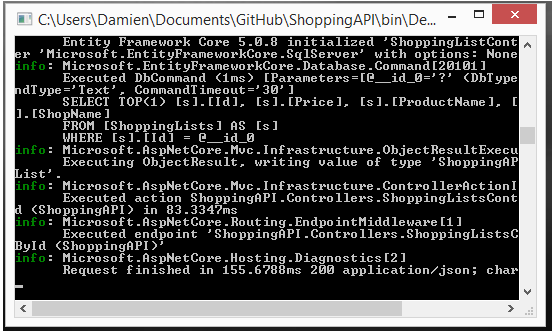 C:\Users\Damien\Documents\GitHub\ShoppingAPI\bin\De...
Entity Framework Core 5.0.8 initialized 'ShoppingListCont
er 'Microsoft.EntityFrameworkCore.SqlServer' with options: None
info: Microsoft.EntityFrameworkCore.Database.Command[20101]
Executed DbCommand (1ms) [Parameters=[@__id_0='?' (DbType
ndType='Text', CommandTimeout='30']
SELECT TOP(1) [s].[Id], [s].[Price], [s].[ProductName], [
].[ShopName]
FROM [ShoppingLists] AS [s]
WHERE [s].[Id] = @__id_0
info: Microsoft.AspNetCore.Mvc.Infrastructure.ObjectResultExecu
Executing ObjectResult, writing value of type 'ShoppingAP
List'.
info: Microsoft.AspNetCore.Mvc.Infrastructure.ControllerActionI
Executed action ShoppingAPI.Controllers.ShoppingListsCont
d (ShoppingAPI) in 83.3347ms
info: Microsoft.AspNetCore.Routing.EndpointMiddleware[1]
Executed endpoint 'ShoppingAPI.Controllers.ShoppingListsC
ById (ShoppingAPI)'
info: Microsoft.AspNetCore.Hosting.Diagnostics[2]
Request finished in 155.6788ms 200 application/json; char